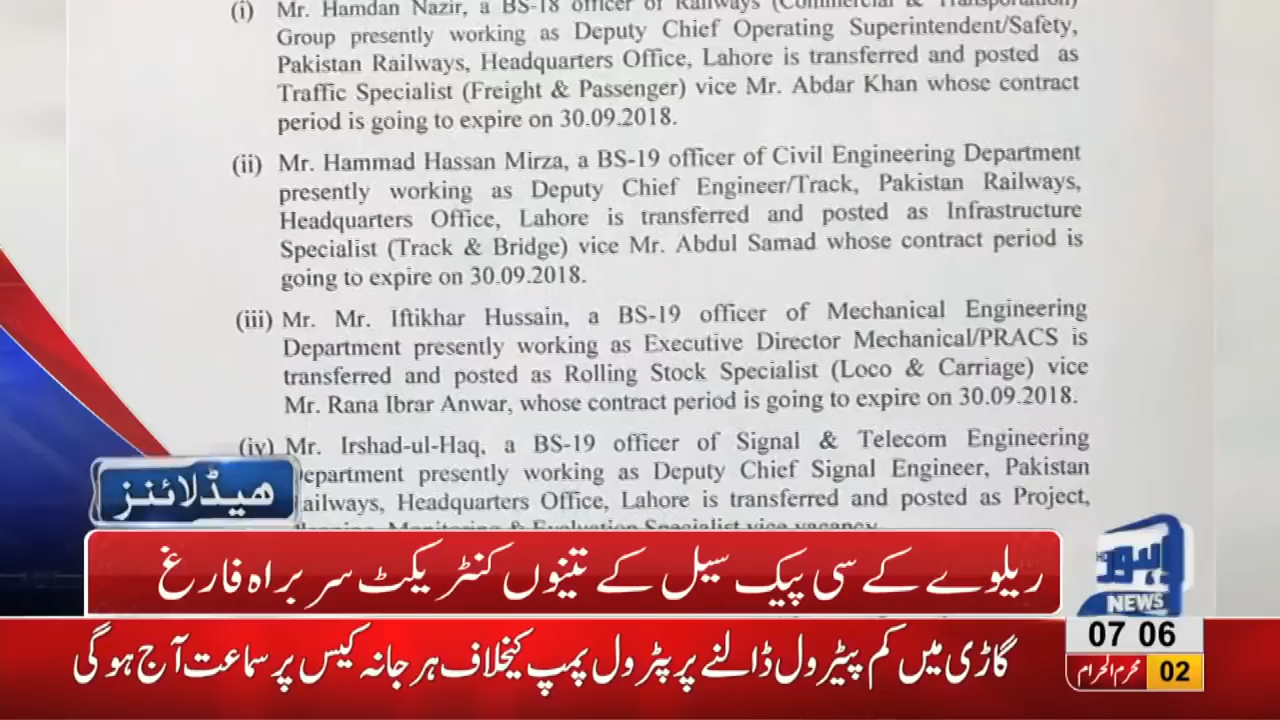 (i) Mr. Hamdan Nazir, a BS-18 officer of Railways (Commercial & Transportation)
Group presently working as Deputy Chief Operating Superintendent/Safety,
Pakistan Railways, Headquarters Office, Lahore is transferred and posted as
Traffic Specialist (Freight & Passenger) vice Mr. Abdar Khan whose contract
period is going to expire on 30.09.2018.
(ii) Mr. Hammad Hassan Mirza, a BS-19 officer of Civil Engineering Department
presently working as Deputy Chief Engineer/Track, Pakistan Railways,
Headquarters Office, Lahore is transferred and posted as Infrastructure
Specialist (Track & Bridge) vice Mr. Abdul Samad whose contract period is
going to expire on 30.09.2018.
(iii) Mr. Mr. Iftikhar Hussain, a BS-19 officer of Mechanical Engineering
Department presently working as Executive Director Mechanical/PRACS is
transferred and posted as Rolling Stock Specialist (Loco & Carriage) vice
Mr. Rana Ibrar Anwar, whose contract period is going to expire on 30.09.2018.
(iv) Mr. Irshad-ul-Haq, a BS-19 officer of Signal & Telecom Engineering
epartment presently working as Deputy Chief Signal Engineer, Pakistan
ailways, Headquarters Office, Lahore is transferred and posted as Project,
Monitoring & Evaluation Specialist vice vacancy.
ھیڈلائنز
ریلوے کے سی پیک سیل کے تینوں کنٹریکٹ سربراہ فارغ
NEWS
07 06
گاڑی میں کم پیٹرول ڈالنے پر پٹرول پمپ کیخلاف ہرجانہ کیس پر سماعت آج ہوگی
محرم الحرام 02